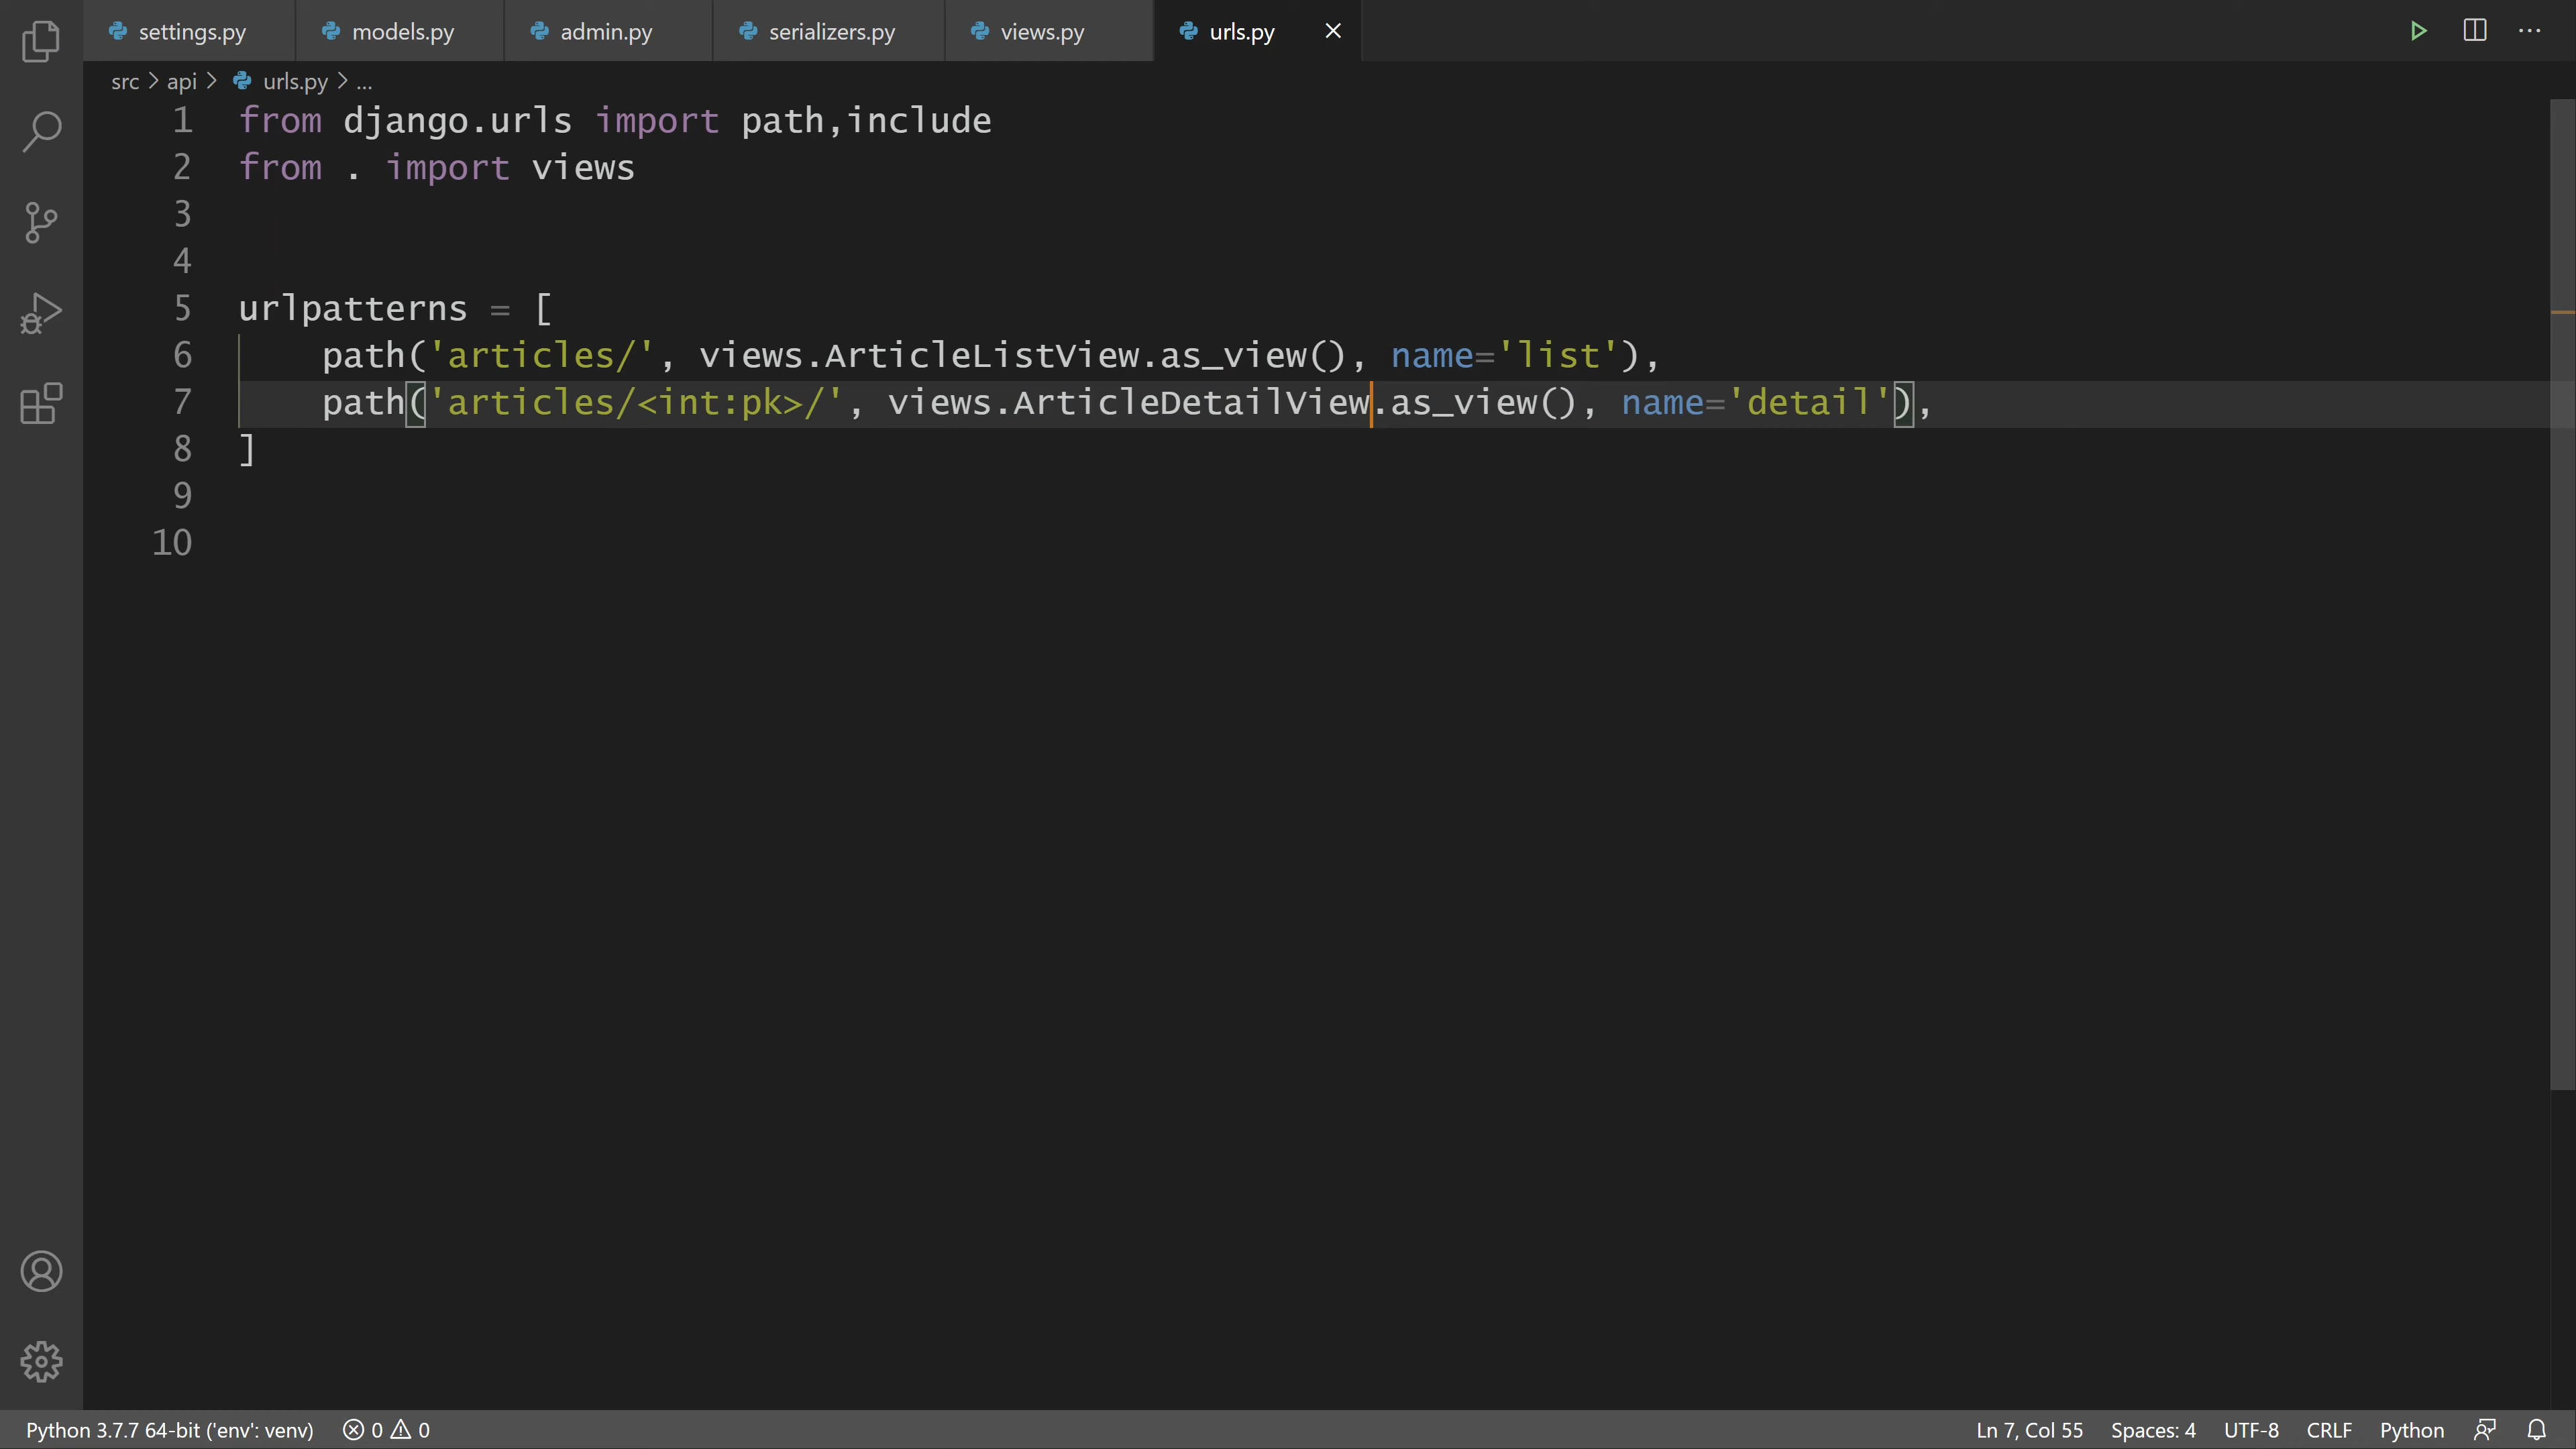 settings.py models.py admin.py serializers.py views.py urls.py
src > api > urls.py > ...
1 from django.urls import path,include
2 from . import views
3
4
5 urlpatterns = [
6     path('articles/', views.ArticleListView.as_view(), name='list'),
7     path('articles/<int:pk>/', views.ArticleDetailView.as_view(), name='detail'),
8 ]
9
10
Python 3.7.7 64-bit ('env': venv) 0 0 Ln 7, Col 55 Spaces: 4 UTF-8 CRLF Python